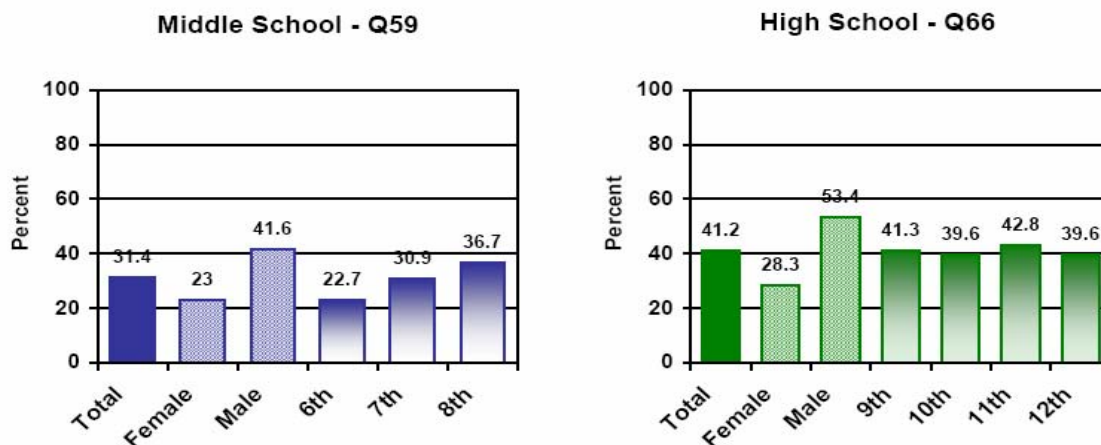 Middle School - Q59
Percent
100
80
60
40
20
0
31.4
23
41.6
22.7
30.9
36.7
Total
Female
Male
6th
7th
8th
High School - Q66
Percent
100
80
60
40
20
0
41.2
28.3
53.4
41.3
39.6
42.8
39.6
Total
Female
Male
9th
10th
11th
12th